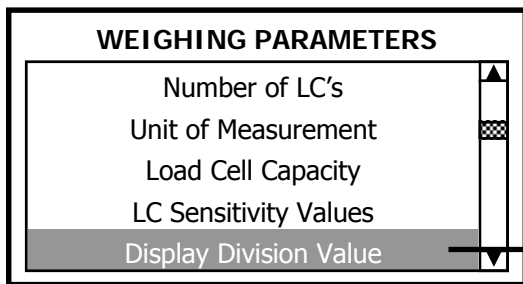 WEIGHING PARAMETERS
Number of LC’s
Unit of Measurement
Load Cell Capacity
LC Sensitivity Values
Display Division Value